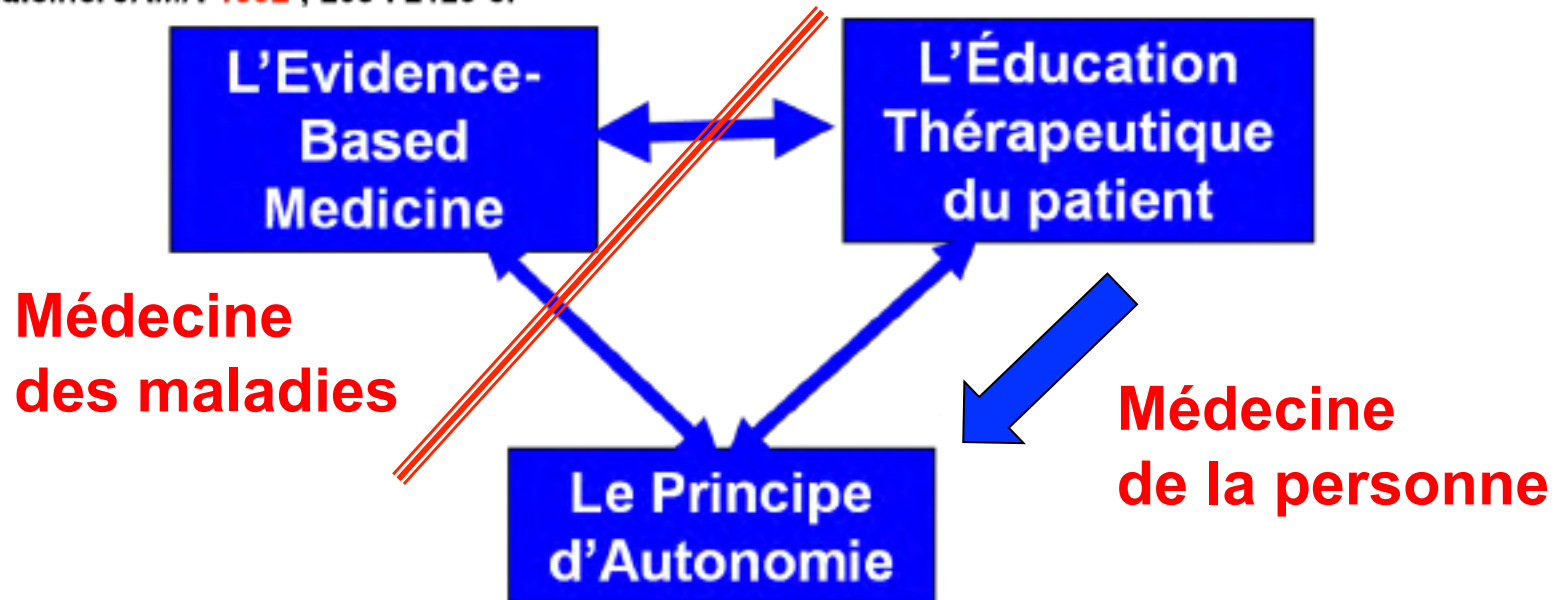 L'Evidence-
Based
Medicine
L'Éducation
Thérapeutique
du patient
Médecine
des maladies
Médecine
de la personne
Le Principe
d'Autonomie